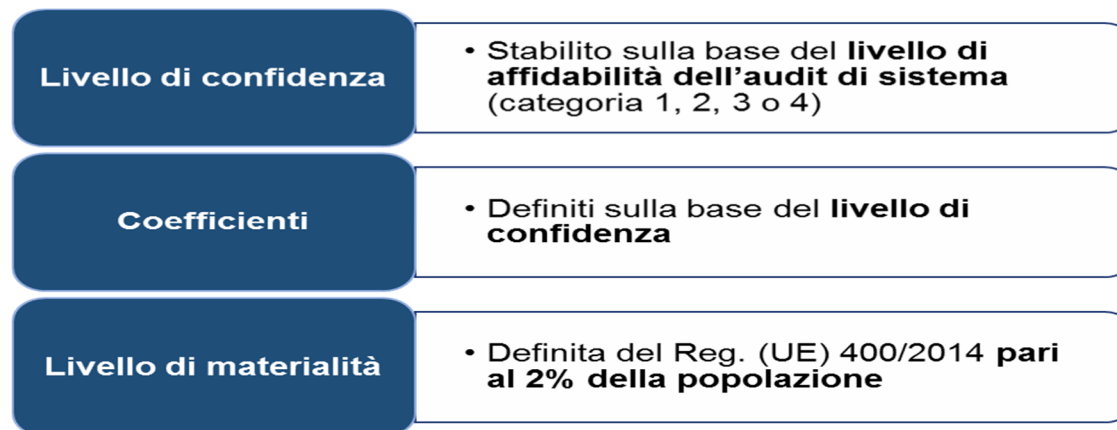 Livello di confidenza
• Stabilito sulla base del livello di
affidabilità dell’audit di sistema
(categoria 1, 2, 3 o 4)
Coefficienti
• Definiti sulla base del livello di
confidenza
Livello di materialità
• Definita del Reg. (UE) 400/2014 pari
al 2% della popolazione